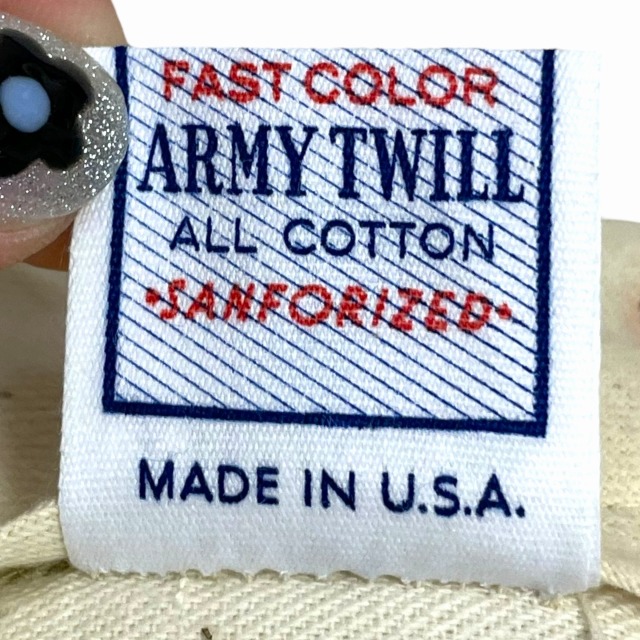 FAST COLOR
ARMY TWILL
ALL COTTON
•SANFORIZED•
MADE IN U.S.A.